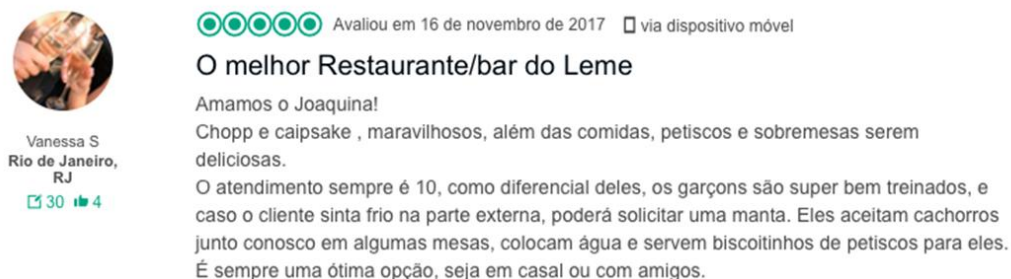 Avaliou em 16 de novembro de 2017 via dispositivo móvel
O melhor Restaurante/bar do Leme
Amamos o Joaquina!
Chopp e caipsake , maravilhosos, além das comidas, petiscos e sobremesas serem
deliciosas.
O atendimento sempre é 10, como diferencial deles, os garçons são super bem treinados, e
caso o cliente sinta frio na parte externa, poderá solicitar uma manta. Eles aceitam cachorros
junto conosco em algumas mesas, colocam água e servem biscoitinhos de petiscos para eles.
É sempre uma ótima opção, seja em casal ou com amigos.
Vanessa S
Rio de Janeiro,
RJ
30 4